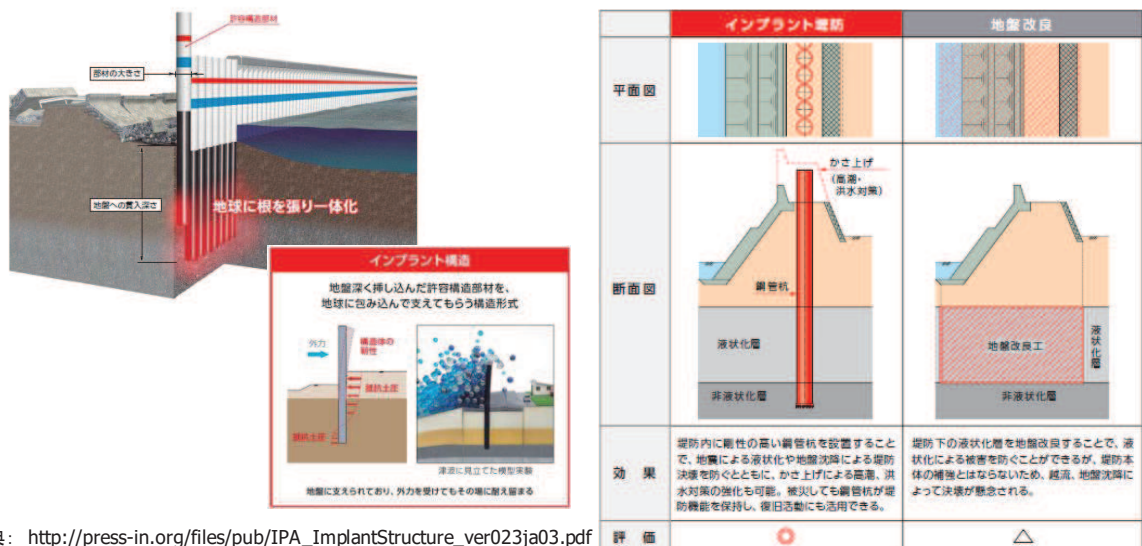 許容構造部材
部材の大きさ
地盤への貫入深さ
地球に根を張り一体化
インプラント構造
地盤深く挿し込んだ許容構造部材を、
地球に包み込んで支えてもらう構造形式
外力
構造体の
靭性
抵抗土圧
抵抗土圧
津波に見立てた模型実験
地盤に支えられており、外力を受けてもその場に耐え留まる
: http://press-in.org/files/pub/IPA_ImplantStructure_ver023ja03.pdf
インプラント堤防
地盤改良
平面図
断面図
かさ上げ
(高潮・
洪水対策)
鋼管杭
液状化層
非液状化層
地盤改良工
液状化層
非液状化層
効果
堤防内に剛性の高い鋼管杭を設置すること
で、地震による液状化や地盤沈降による堤防
決壊を防ぐとともに、かさ上げによる高潮、洪
水対策の強化も可能。被災しても鋼管杭が堤
防機能を保持し、復旧活動にも活用できる。
堤防下の液状化層を地盤改良することで、液
状化による被害を防ぐことができるが、堤防本
体の補強とはならないため、越流、地盤沈降に
よって決壊が懸念される。
評価
◎
△